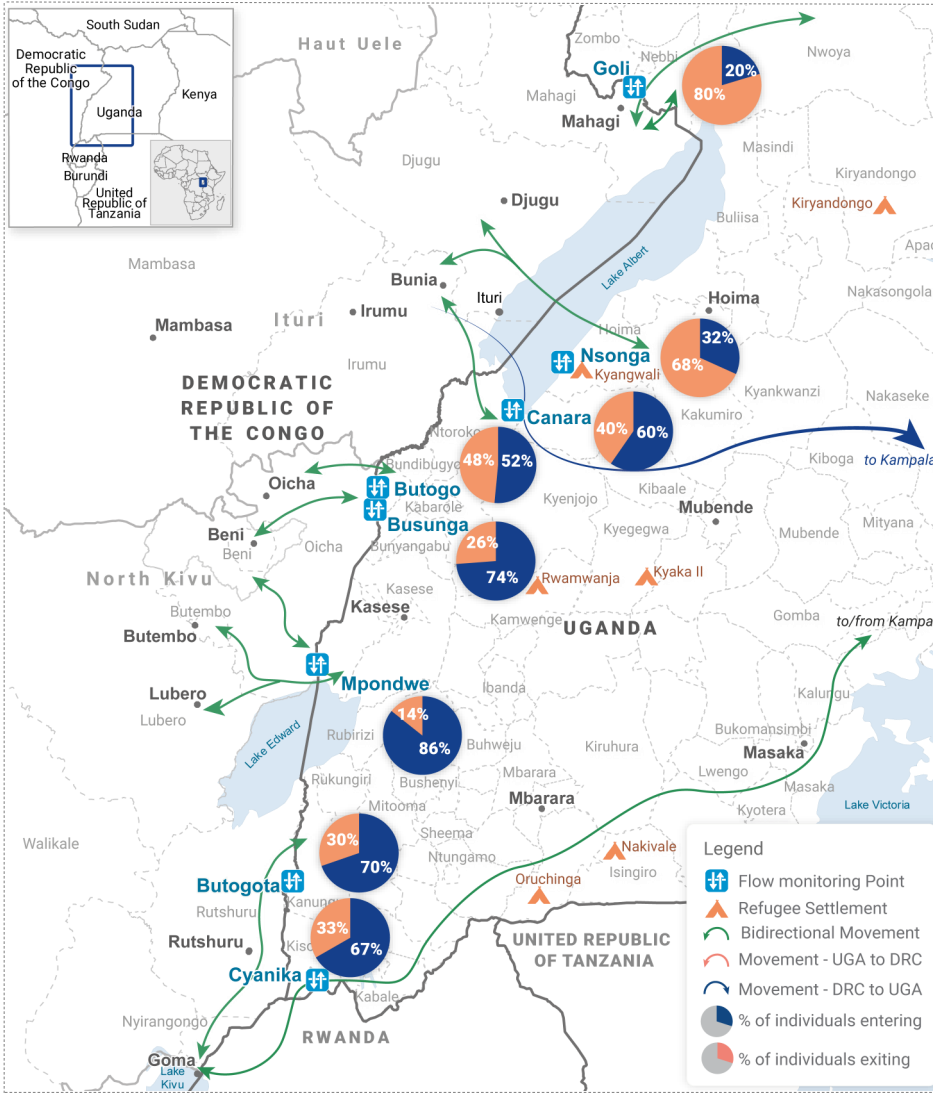 South Sudan
Democratic
Republic
of the Congo
Uganda
Kenya
Rwanda
Burundi
United
Republic of
Tanzania
Haut Uele
Zombo
Nebbi
Nwoya
Goli
20%
80%
Mahagi
Mahagi
Masindi
Djugu
Kiryandongo
Kiryandongo
Djugu
Buliisa
Lake Albert
Mambasa
Bunia
Ituri
Irumu
Ituri
Mambasa
Irumu
Hoima
Hoima
Nakasongola
Nsonga
Kyangwali
32%
68%
Kyankwanzi
Nakaseke
DEMOCRATIC
REPUBLIC OF
THE CONGO
Canara
40%
60%
Kakumiro
Ntoroko
48%
52%
to Kampala
Kiboga
Bundibugyo
Oicha
Butogo
Kabarole
Kyenjojo
Kibaale
Mubende
Busunga
Beni
Beni
Oicha
Bunyangabu
Kyegegwa
Mubende
Mityana
26%
74%
Rwamwanja
Kyaka II
North Kivu
Kasese
Kasese
Kamwenge
Gomba
Butembo
Butembo
UGANDA
to/from Kampa
Mpondwe
Lubero
Lubero
Ibanda
Kalungu
14%
86%
Lake Edward
Rubirizi
Buhweju
Kiruhura
Bukomansimbi
Masaka
Rukungiri
Bushenyi
Mbarara
Lwengo
Masaka
Mbarara
Mitooma
Kyotera
Lake Victoria
Walikale
30%
70%
Sheema
Ntungamo
Nakivale
Isingiro
Oruchinga
Butogota
Kanungu
Rutshuru
33%
67%
Rutshuru
Cyanika
Kabale
UNITED REPUBLIC
OF TANZANIA
Nyirangongo
RWANDA
Goma
Lake
Kivu
Legend
Flow monitoring Point
Refugee Settlement
Bidirectional Movement
Movement - UGA to DRC
Movement - DRC to UGA
% of individuals entering
% of individuals exiting